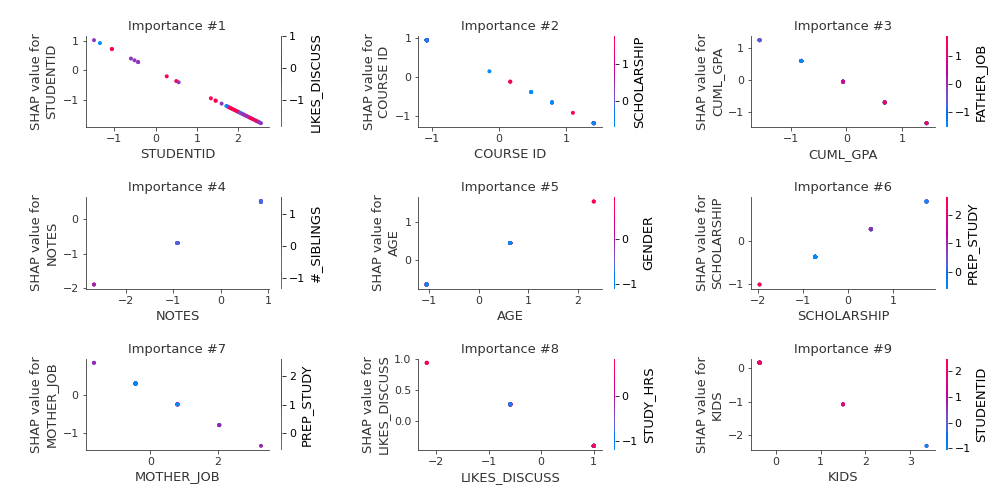 Importance #1
SHAP value for
STUDENTID
1
0
−1
−1
0
1
2
STUDENTID
1
0
−1
LIKES_DISCUSS
Importance #2
SHAP value for
COURSE ID
1
0
−1
−1
0
1
COURSE ID
1
0
SCHOLARSHIP
Importance #3
SHAP value for
CUML_GPA
1
0
−1
−1
0
1
CUML_GPA
1
0
−1
FATHER_JOB
Importance #4
SHAP value for
NOTES
0
−1
−2
−2
−1
0
1
NOTES
1
0
−1
#_SIBLINGS
Importance #5
SHAP value for
AGE
1
0
−1
0
1
2
AGE
0
−1
GENDER
Importance #6
SHAP value for
SCHOLARSHIP
0
−1
−2
−1
0
1
SCHOLARSHIP
2
1
0
PREP_STUDY
Importance #7
SHAP value for
MOTHER_JOB
0
−1
0
2
MOTHER_JOB
2
1
0
PREP_STUDY
Importance #8
SHAP value for
LIKES_DISCUSS
1.0
0.5
0.0
−2
−1
0
1
LIKES_DISCUSS
0
−1
STUDY_HRS
Importance #9
SHAP value for
KIDS
0
−1
−2
0
1
2
3
KIDS
2
1
0
−1
STUDENTID